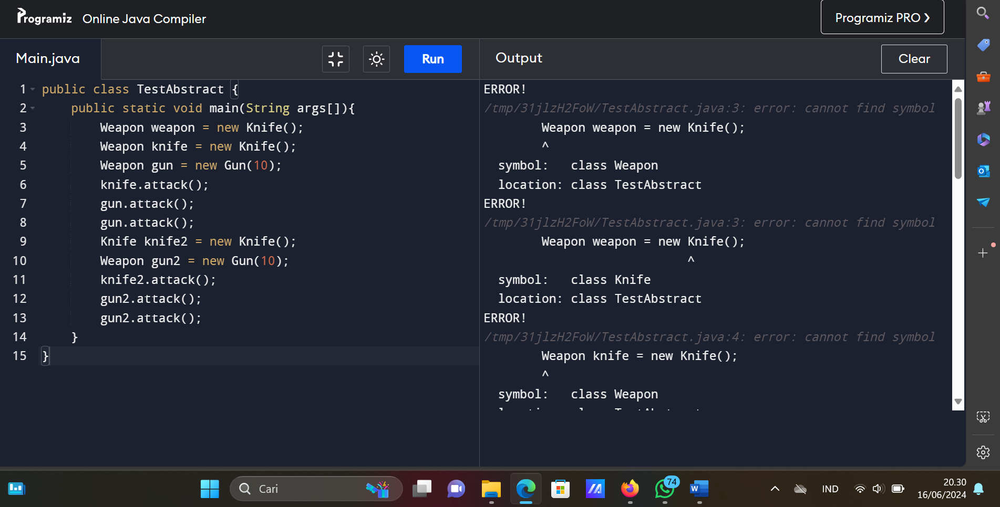 Programiz Online Java Compiler
Programiz PRO ❯
Main.java
Run
Output
Clear
1 public class TestAbstract {
2     public static void main(String args[]){
3         Weapon weapon = new Knife();
4         Weapon knife = new Knife();
5         Weapon gun = new Gun(10);
6         knife.attack();
7         gun.attack();
8         gun.attack();
9         Knife knife2 = new Knife();
10         Weapon gun2 = new Gun(10);
11         knife2.attack();
12         gun2.attack();
13         gun2.attack();
14     }
15 }
ERROR!
/tmp/31jlzH2FoW/TestAbstract.java:3: error: cannot find symbol
        Weapon weapon = new Knife();
        ^
  symbol:   class Weapon
  location: class TestAbstract
ERROR!
/tmp/31jlzH2FoW/TestAbstract.java:3: error: cannot find symbol
        Weapon weapon = new Knife();
                            ^
  symbol:   class Knife
  location: class TestAbstract
ERROR!
/tmp/31jlzH2FoW/TestAbstract.java:4: error: cannot find symbol
        Weapon knife = new Knife();
        ^
  symbol:   class Weapon
Cari
74
IND
20.30
16/06/2024